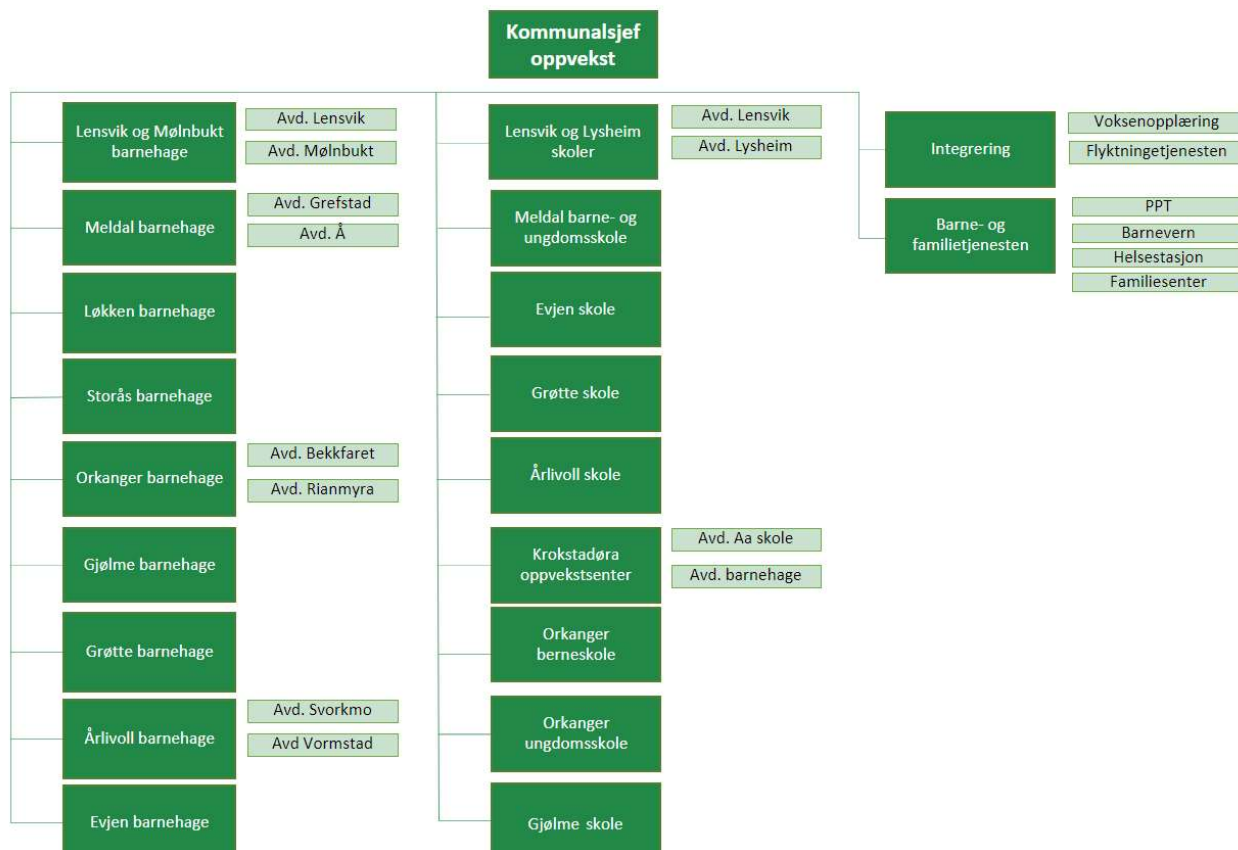 Kommunalsjef
oppvekst
Lensvik og Mølnbukt
barnehage
Avd. Lensvik
Avd. Mølnbukt
Meldal barnehage
Avd. Grefstad
Avd. Å
Løkken barnehage
Storås barnehage
Orkanger barnehage
Avd. Bekkfaret
Avd. Rianmyra
Gjølme barnehage
Grøtte barnehage
Årlivoll barnehage
Avd. Svorkmo
Avd Vormstad
Evjen barnehage
Lensvik og Lysheim
skoler
Avd. Lensvik
Avd. Lysheim
Meldal barne- og
ungdomsskole
Evjen skole
Grøtte skole
Årlivoll skole
Krokstadøra
oppvekstsenter
Avd. Aa skole
Avd. barnehage
Orkanger
berneskole
Orkanger
ungdomsskole
Gjølme skole
Integrering
Voksenopplæring
Flyktningetjenesten
Barne- og
familietjenesten
PPT
Barnevern
Helsestasjon
Familiesenter